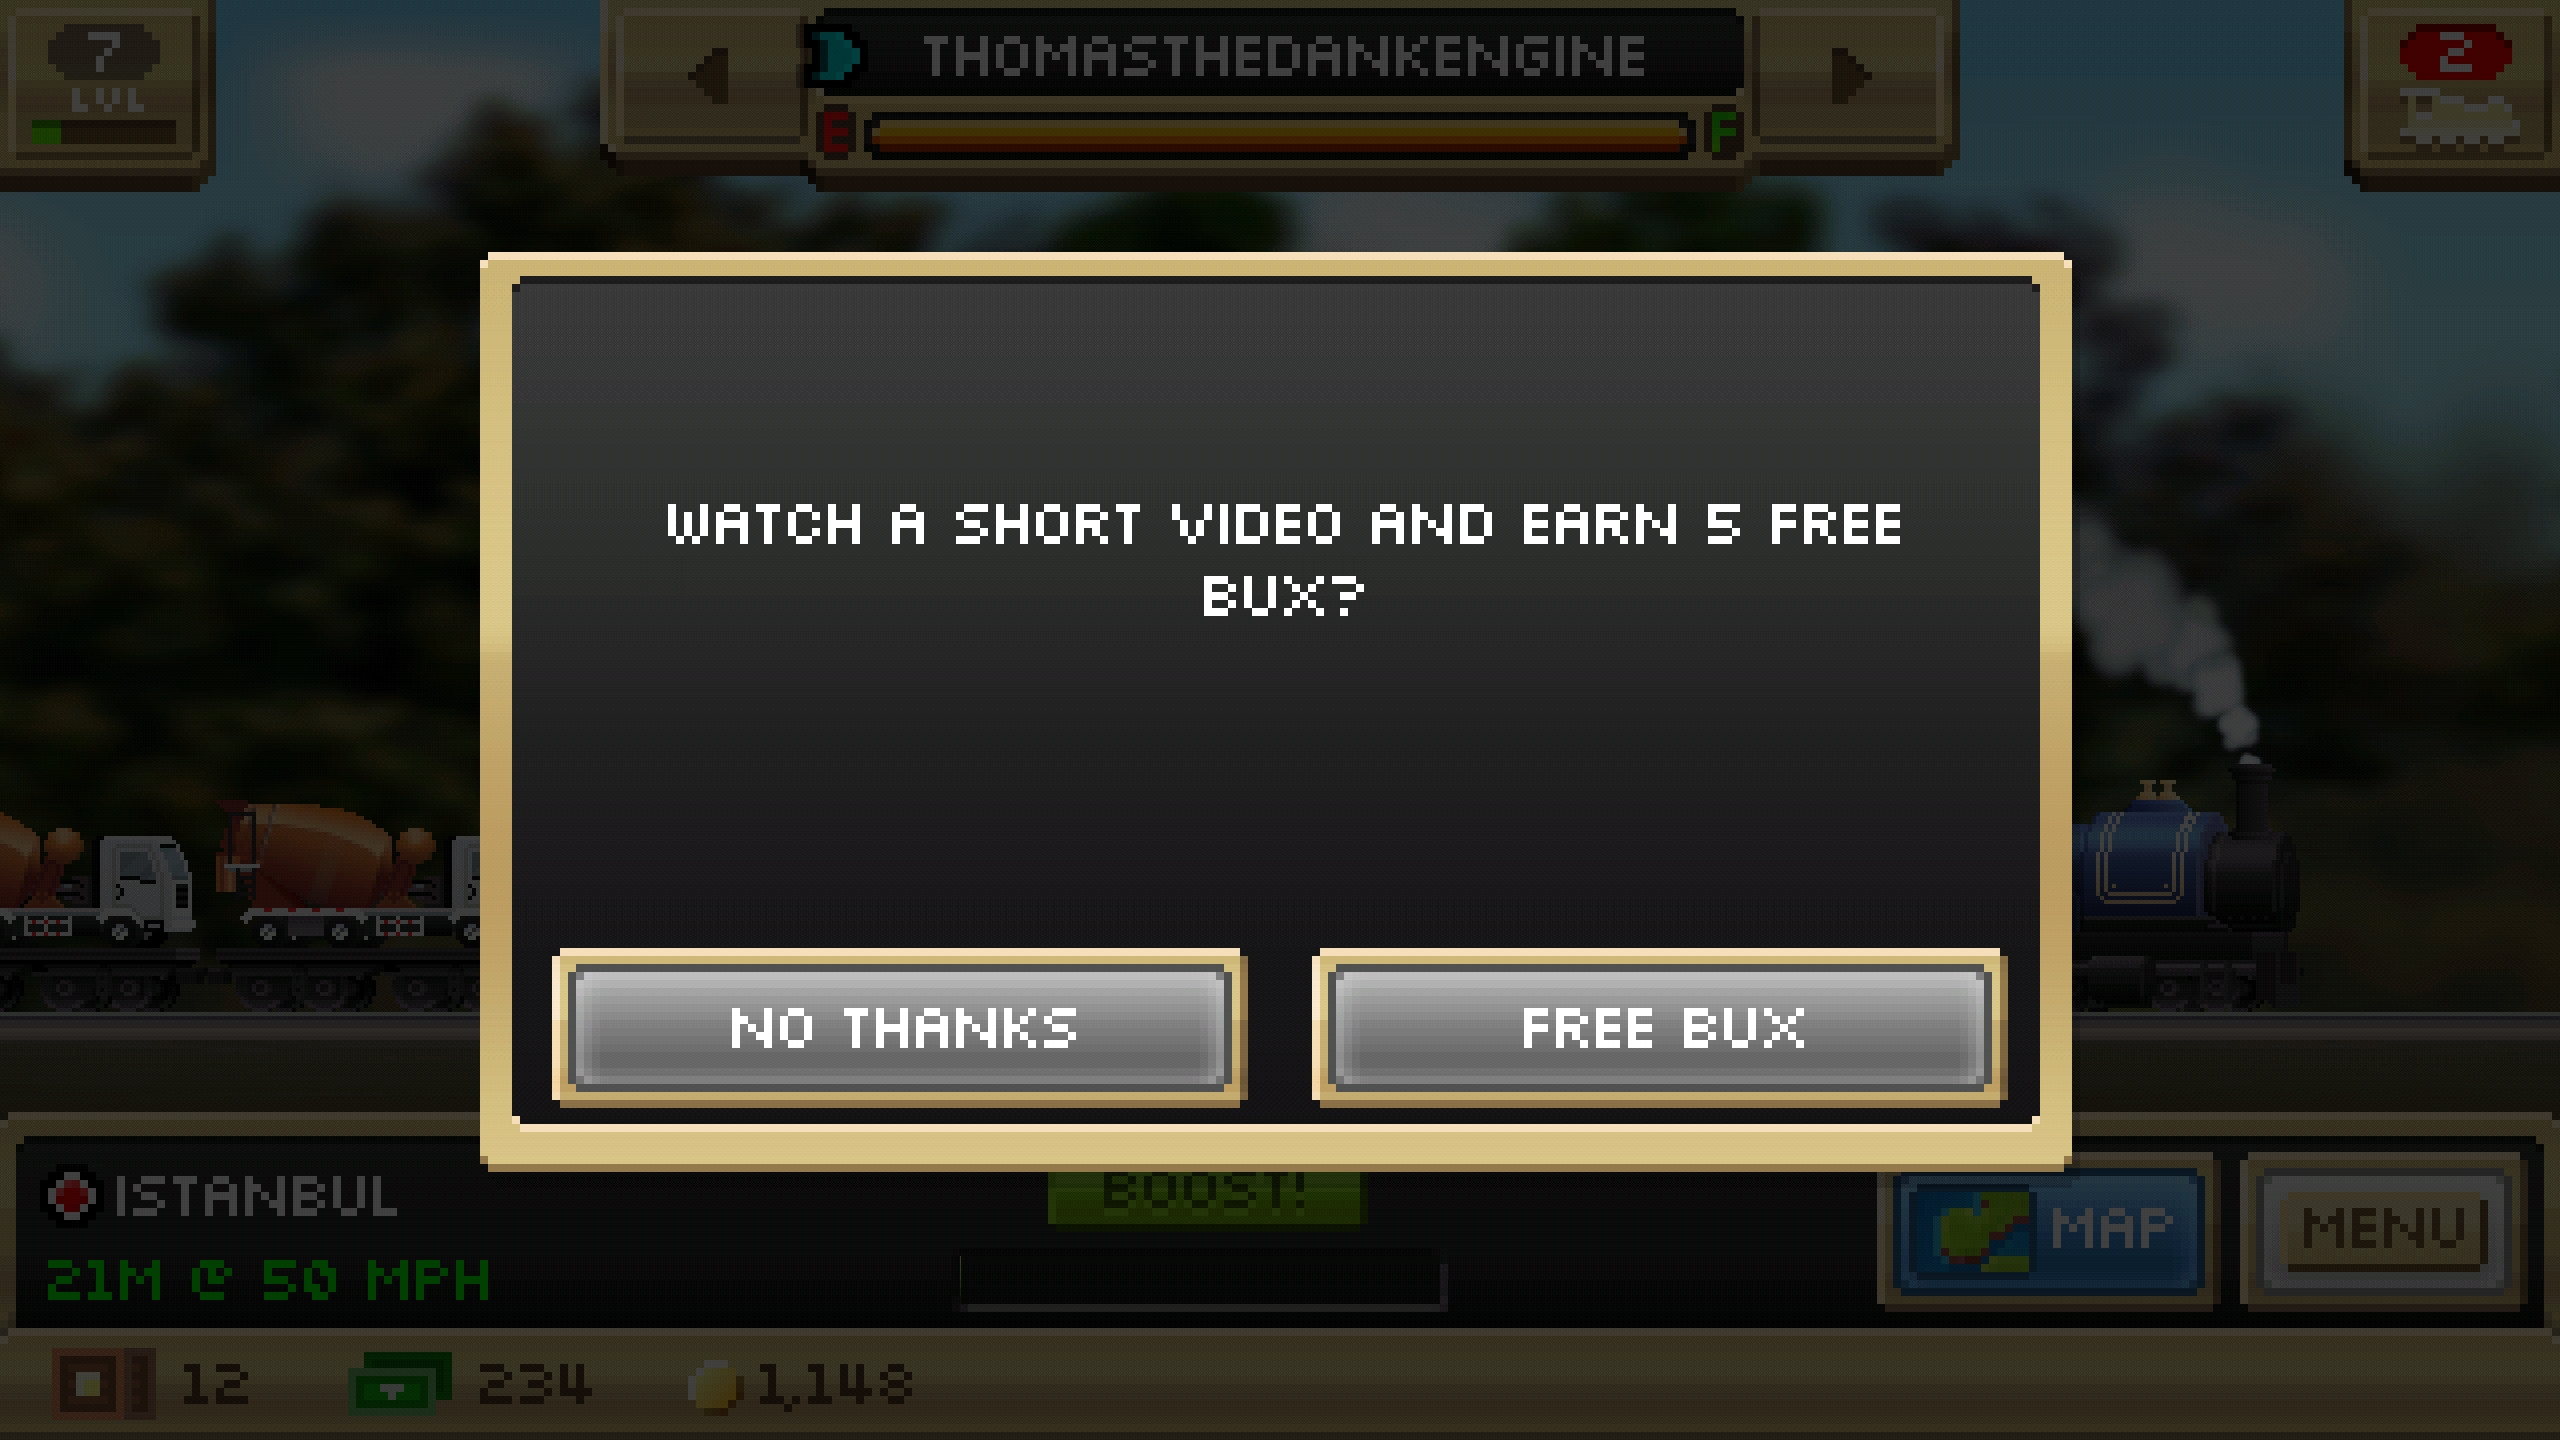 7
LVL
THOMASTHEDANKENGINE
E
F
2
WATCH A SHORT VIDEO AND EARN 5 FREE
BUX?
NO THANKS
FREE BUX
ISTANBUL
BOOST!
21M @ 50 MPH
MAP
MENU
12
234
1,148